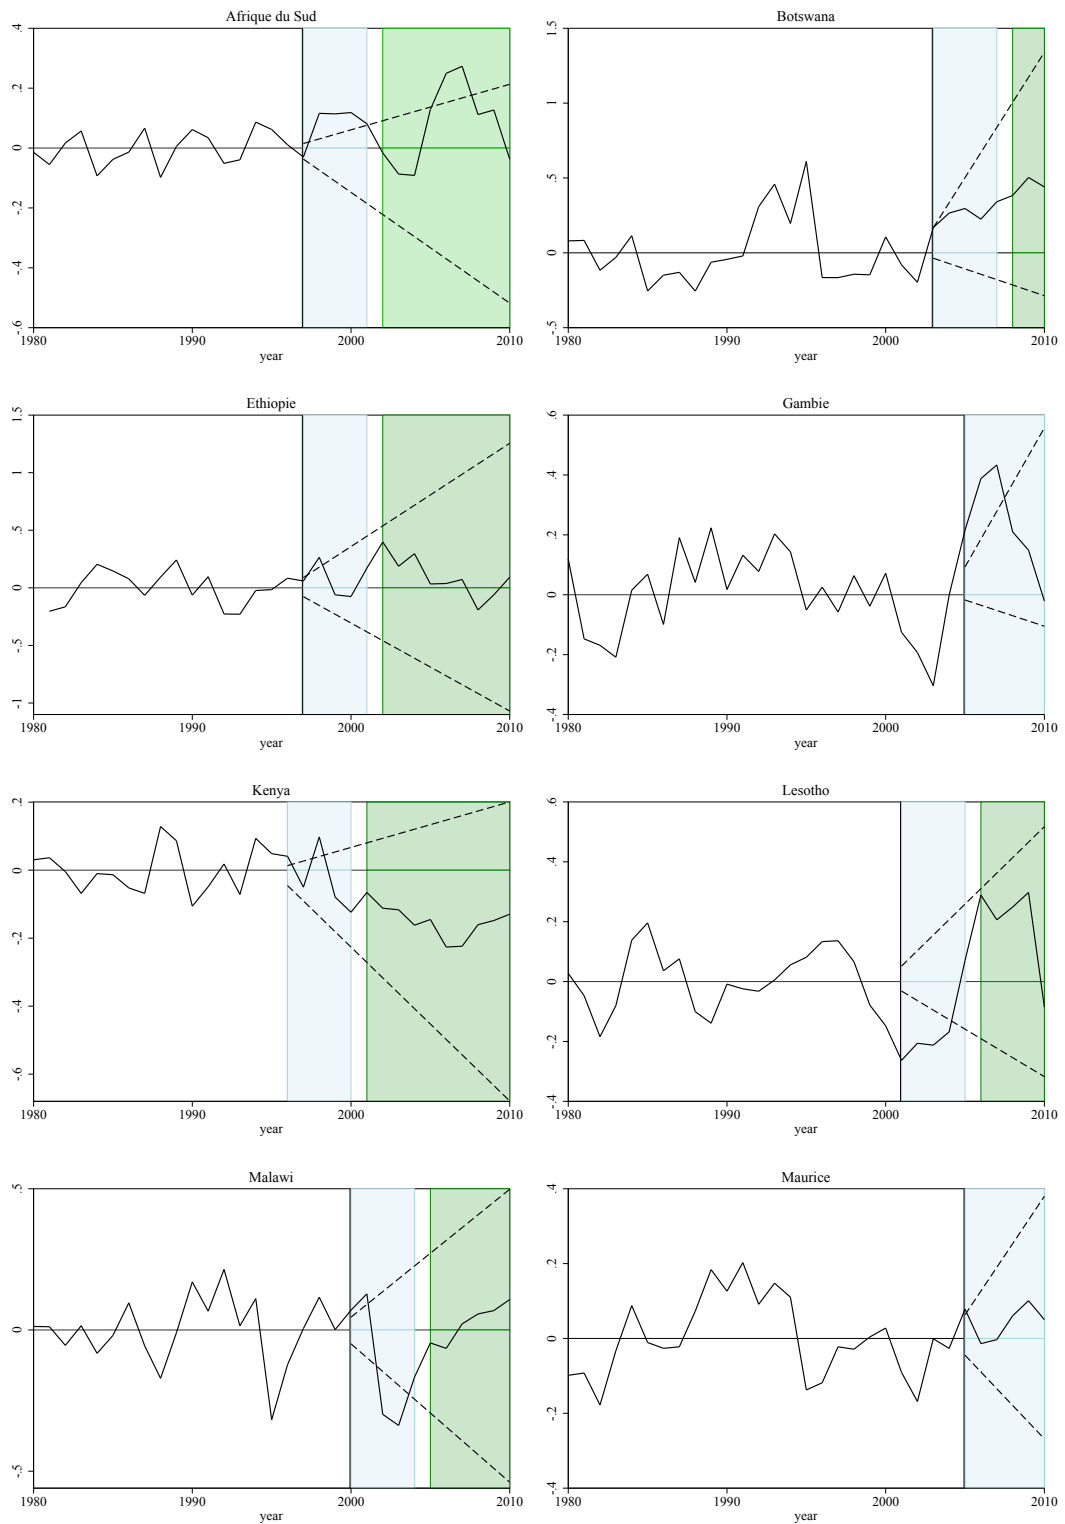 Afrique du Sud
.4
.2
0
-.2
-.4
-.6
1980 1990 2000 2010
year
Botswana
1.5
1
.5
0
-.5
1980 1990 2000 2010
year
Ethiopie
1.5
1
.5
0
-.5
-1
1980 1990 2000 2010
year
Gambie
.6
.4
.2
0
-.2
-.4
1980 1990 2000 2010
year
Kenya
.2
0
-.2
-.4
-.6
1980 1990 2000 2010
year
Lesotho
.6
.4
.2
0
-.2
-.4
1980 1990 2000 2010
year
Malawi
.5
0
-.5
1980 1990 2000 2010
year
Maurice
.4
.2
0
-.2
-.4
1980 1990 2000 2010
year